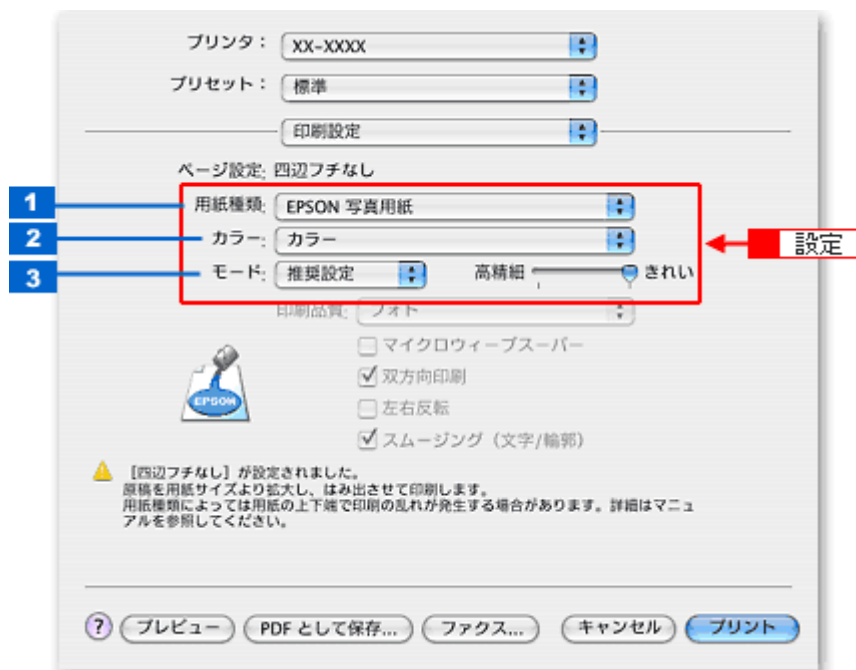 プリンタ： XX-XXXX
プリセット： 標準
印刷設定
ページ設定: 四辺フチなし
1 用紙種類: EPSON 写真用紙
2 カラー: カラー
設定
3 モード: 推奨設定 高精細 きれい
印刷品質: フォト
マイクロウィーブスーパー
双方向印刷
EPSON
左右反転
スムージング（文字/輪郭）
[四辺フチなし] が設定されました。
原稿を用紙サイズより拡大し、はみ出させて印刷します。
用紙種類によっては用紙の上下端で印刷の乱れが発生する場合があります。詳細はマニュ
アルを参照してください。
? プレビュー PDF として保存... ファクス... キャンセル プリント